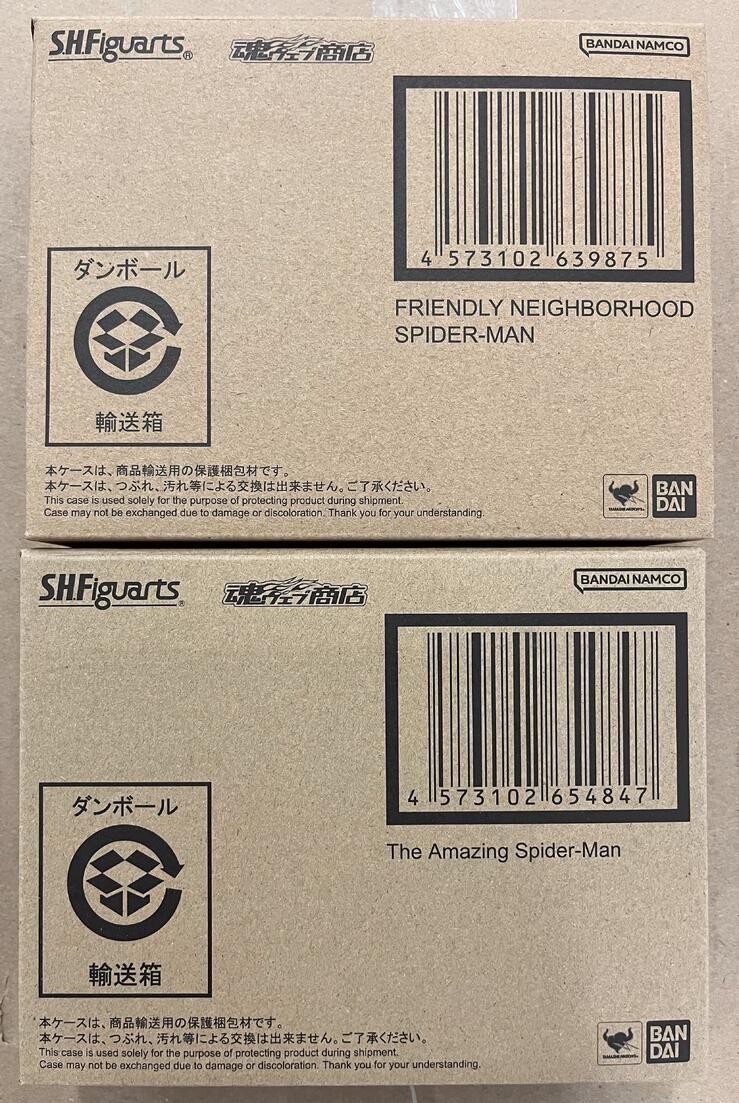 S.H.Figuarts®
魂ウェブ商店
BANDAI NAMCO
4 573102 639875
FRIENDLY NEIGHBORHOOD
SPIDER-MAN
ダンボール
輸送箱
本ケースは、商品輸送用の保護梱包材です。
本ケースは、つぶれ、汚れ等による交換は出来ません。ご了承ください。
This case is used solely for the purpose of protecting product during shipment.
Case may not be exchanged due to damage or discoloration. Thank you for your understanding.
TAMASHII NATIONS
BAN
DAI
S.H.Figuarts®
魂ウェブ商店
BANDAI NAMCO
4 573102 654847
The Amazing Spider-Man
ダンボール
輸送箱
本ケースは、商品輸送用の保護梱包材です。
本ケースは、つぶれ、汚れ等による交換は出来ません。ご了承ください。
This case is used solely for the purpose of protecting product during shipment.
Case may not be exchanged due to damage or discoloration. Thank you for your understanding.
TAMASHII NATIONS
BAN
DAI